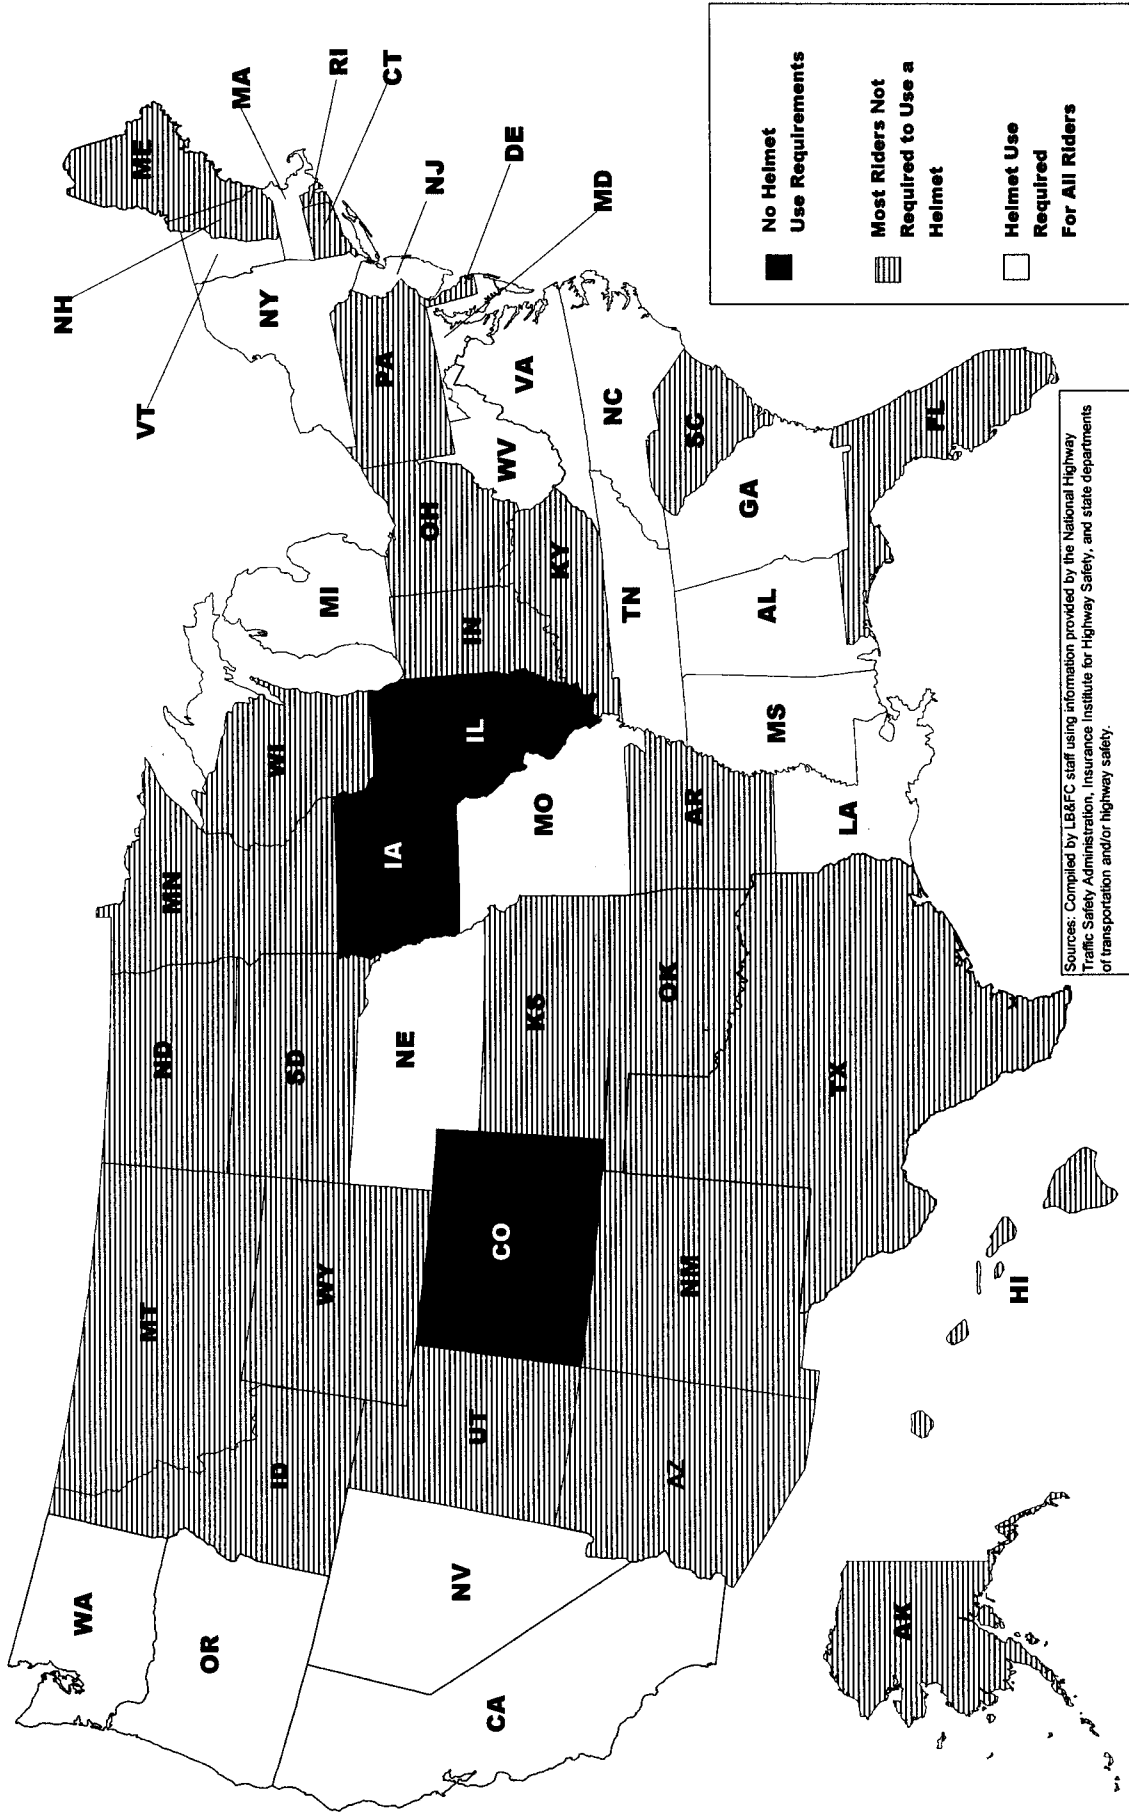 WA
OR
CA
NV
ID
MT
WY
UT
AZ
CO
NM
ND
SD
NE
KS
OK
TX
MN
IA
MO
AR
LA
WI
IL
MS
MI
IN
KY
TN
AL
OH
WV
VA
NC
SC
GA
FL
PA
NY
VT
NH
ME
MA
RI
CT
NJ
DE
MD
AK
HI
No Helmet
Use Requirements
Most Riders Not
Required to Use a
Helmet
Helmet Use
Required
For All Riders
Sources: Compiled by LB&FC staff using information provided by the National Highway
Traffic Safety Administration, Insurance Institute for Highway Safety, and state departments
of transportation and/or highway safety.